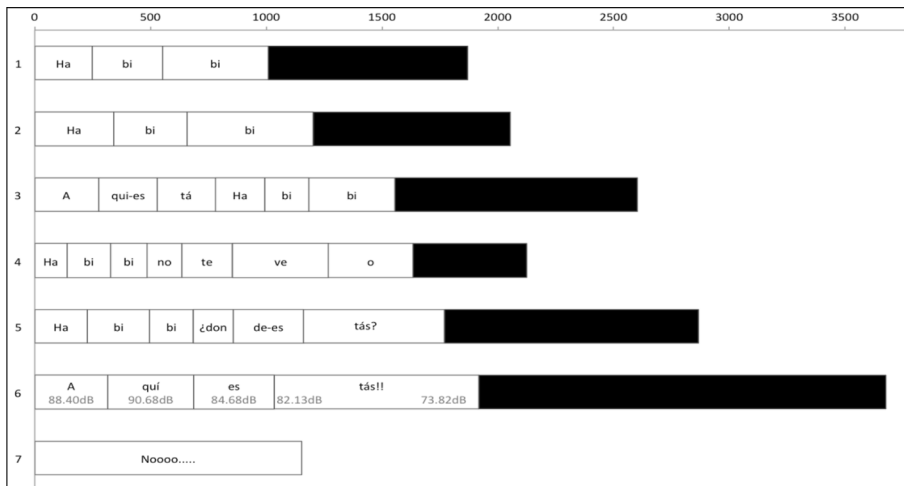 0 500 1000 1500 2000 2500 3000 3500
1 Ha bi bi
2 Ha bi bi
3 A qui-es tá Ha bi bi
4 Ha bi bi no te ve o
5 Ha bi bi ¿don de-es tás?
6 A quí es tás!!
88.40dB 90.68dB 84.68dB 82.13dB 73.82dB
7 Noooo.....